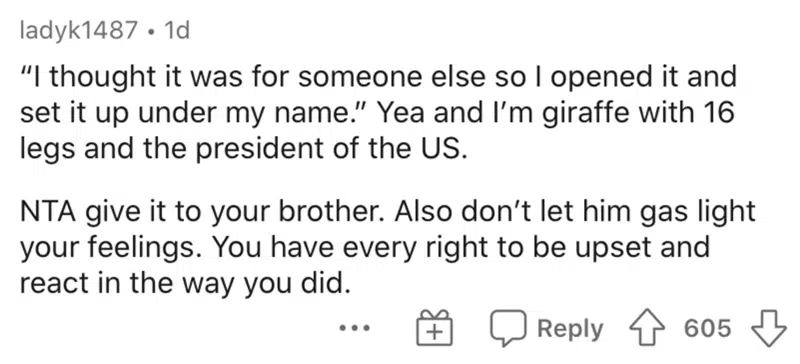 ladyk1487 • 1d
“I thought it was for someone else so I opened it and
set it up under my name.” Yea and I’m giraffe with 16
legs and the president of the US.
NTA give it to your brother. Also don’t let him gas light
your feelings. You have every right to be upset and
react in the way you did.
Reply 605